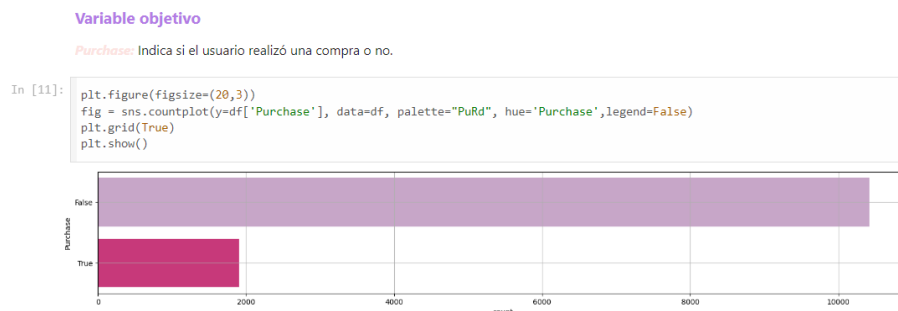 Variable objetivo
Purchase: Indica si el usuario realizó una compra o no.
In [11]:
plt.figure(figsize=(20,3))
fig = sns.countplot(y=df['Purchase'], data=df, palette="PuRd", hue='Purchase',legend=False)
plt.grid(True)
plt.show()
False
Purchase
True
0 2000 4000 6000 8000 10000